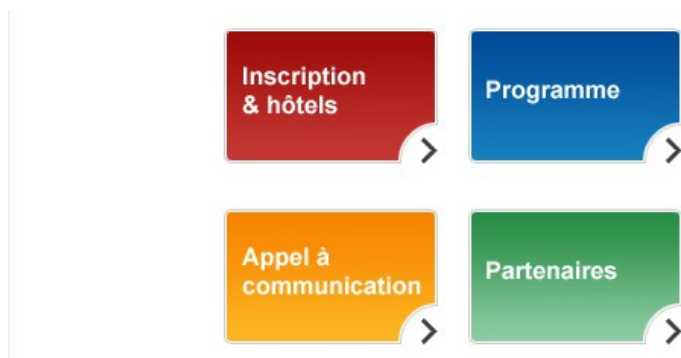 Inscription
& hôtels
Programme
Appel à
communication
Partenaires